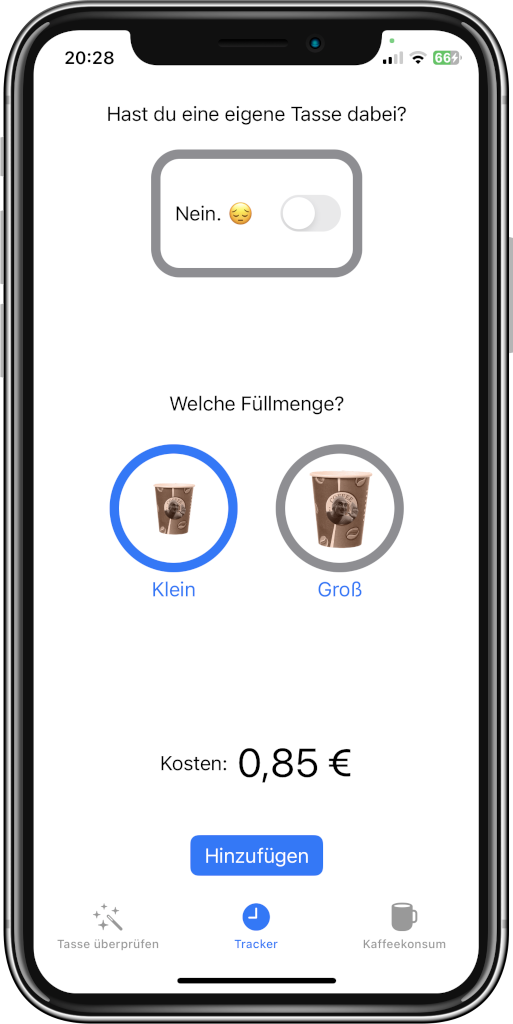 20:28
66
Hast du eine eigene Tasse dabei?
Nein. 😔
Welche Füllmenge?
Klein
Groß
Kosten: 0,85 €
Hinzufügen
Tasse überprüfen
Tracker
Kaffeekonsum